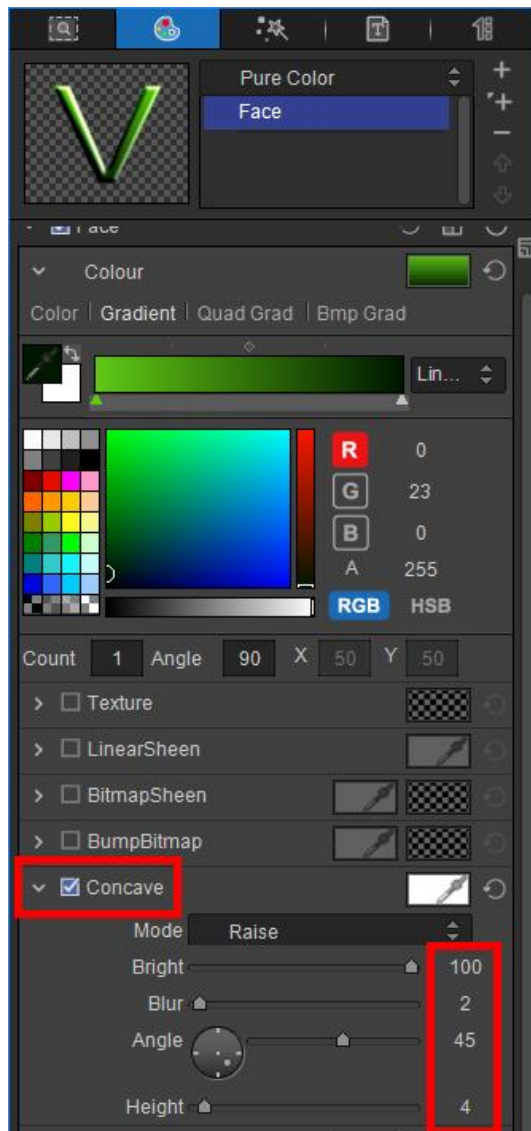 Pure Color
Face
Face
Colour
Color | Gradient | Quad Grad | Bmp Grad
Lin...
R 0
G 23
B 0
A 255
RGB HSB
Count 1 Angle 90 X 50 Y 50
Texture
LinearSheen
BitmapSheen
BumpBitmap
Concave
Mode Raise
Bright 100
Blur 2
Angle 45
Height 4